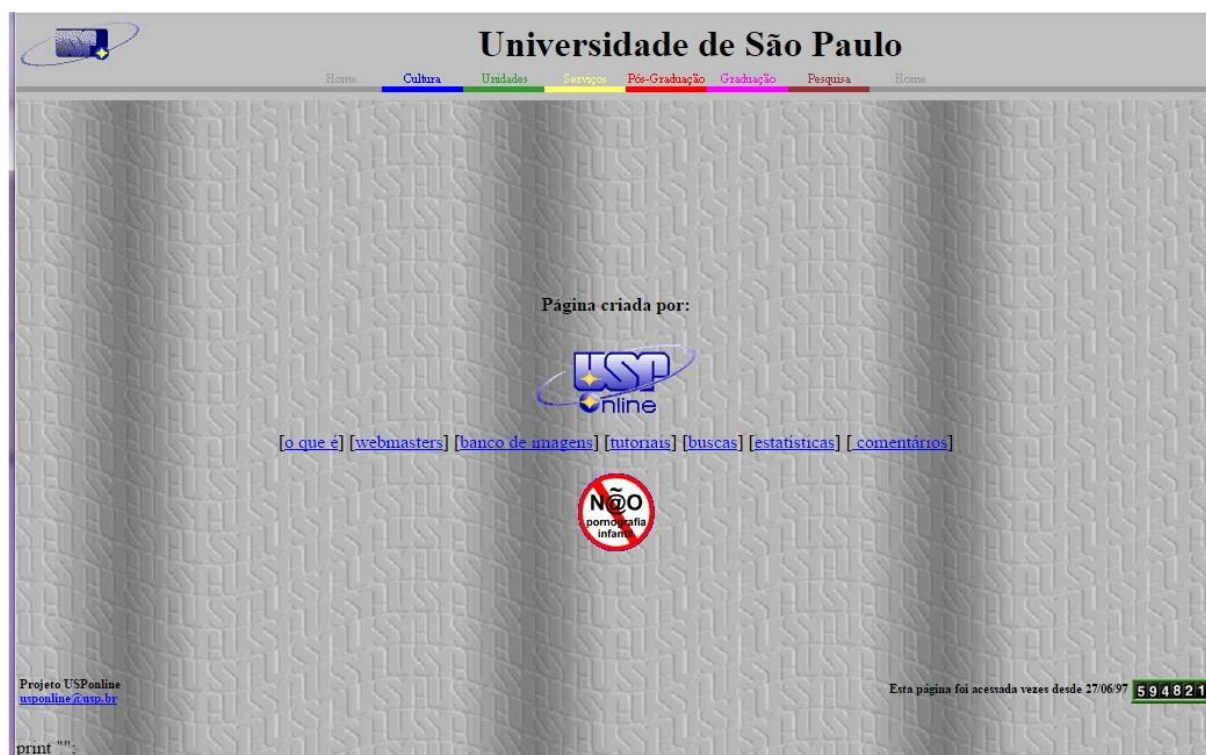 USP
Universidade de São Paulo
Home Cultura Unidades Serviços Pós-Graduação Graduação Pesquisa Home
Página criada por:
USP
Online
[o que é] [webmasters] [banco de imagens] [tutoriais] [buscas] [estatísticas] [ comentários]
N@̃O
pornografia
infantil
Projeto USPonline
usponline@usp.br
Esta página foi acessada vezes desde 27/06/97 594821
print "";